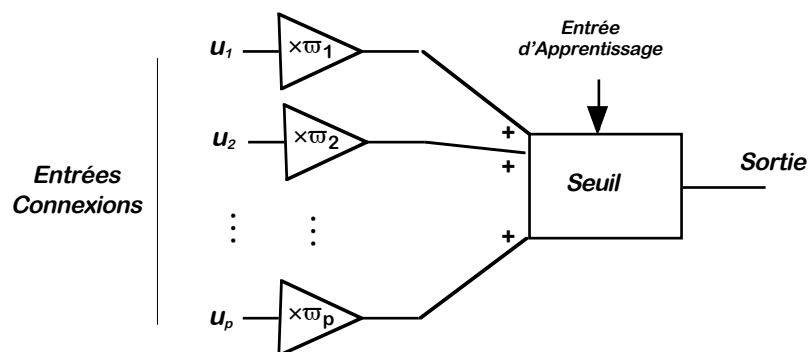 Entrée
d'Apprentissage
u₁ ×ϖ₁
u₂ ×ϖ₂
+
+
Entrées
Connexions
Seuil
Sortie
⋮ ⋮
+
uₚ ×ϖₚ